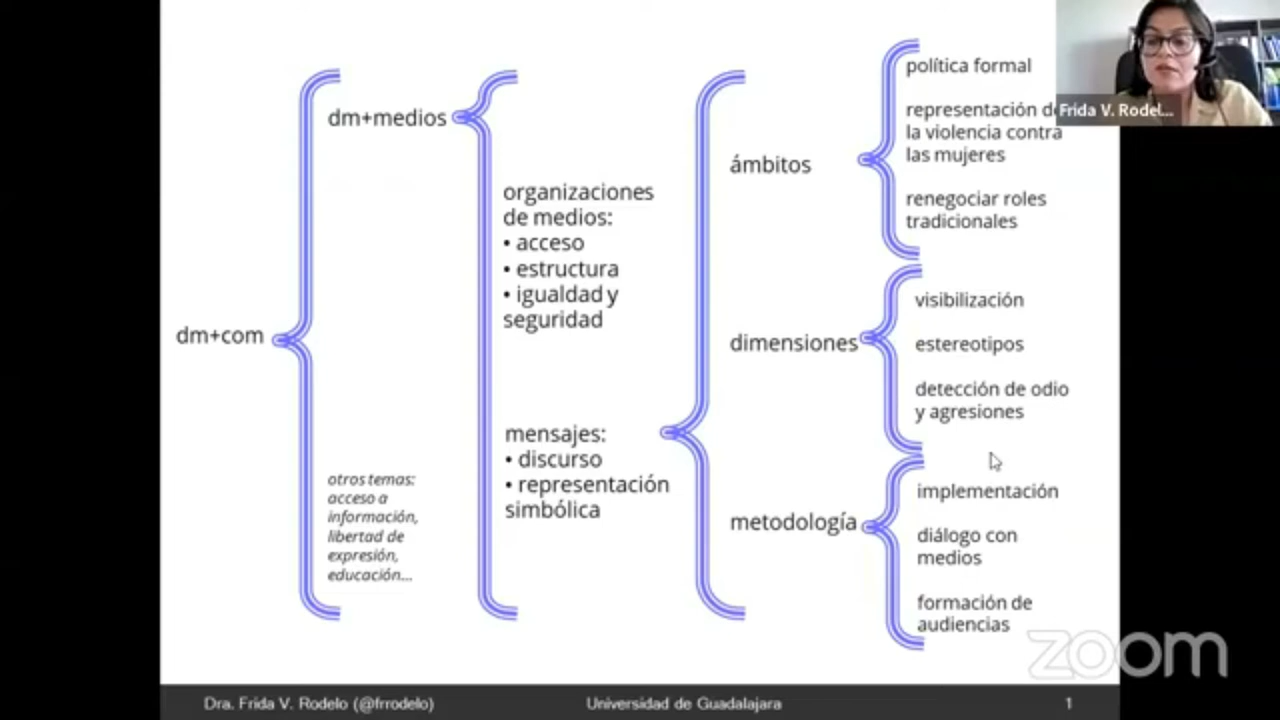 dm+com
dm+medios
otros temas:
acceso a
información,
libertad de
expresión,
educación...
organizaciones
de medios:
• acceso
• estructura
• igualdad y
seguridad
mensajes:
• discurso
• representación
simbólica
ámbitos
política formal
representación de
la violencia contra
las mujeres
renegociar roles
tradicionales
dimensiones
visibilización
estereotipos
detección de odio
y agresiones
metodología
implementación
diálogo con
medios
formación de
audiencias
Frida V. Rodel...
zoom
Dra. Frida V. Rodelo (@frrodelo)
Universidad de Guadalajara
1